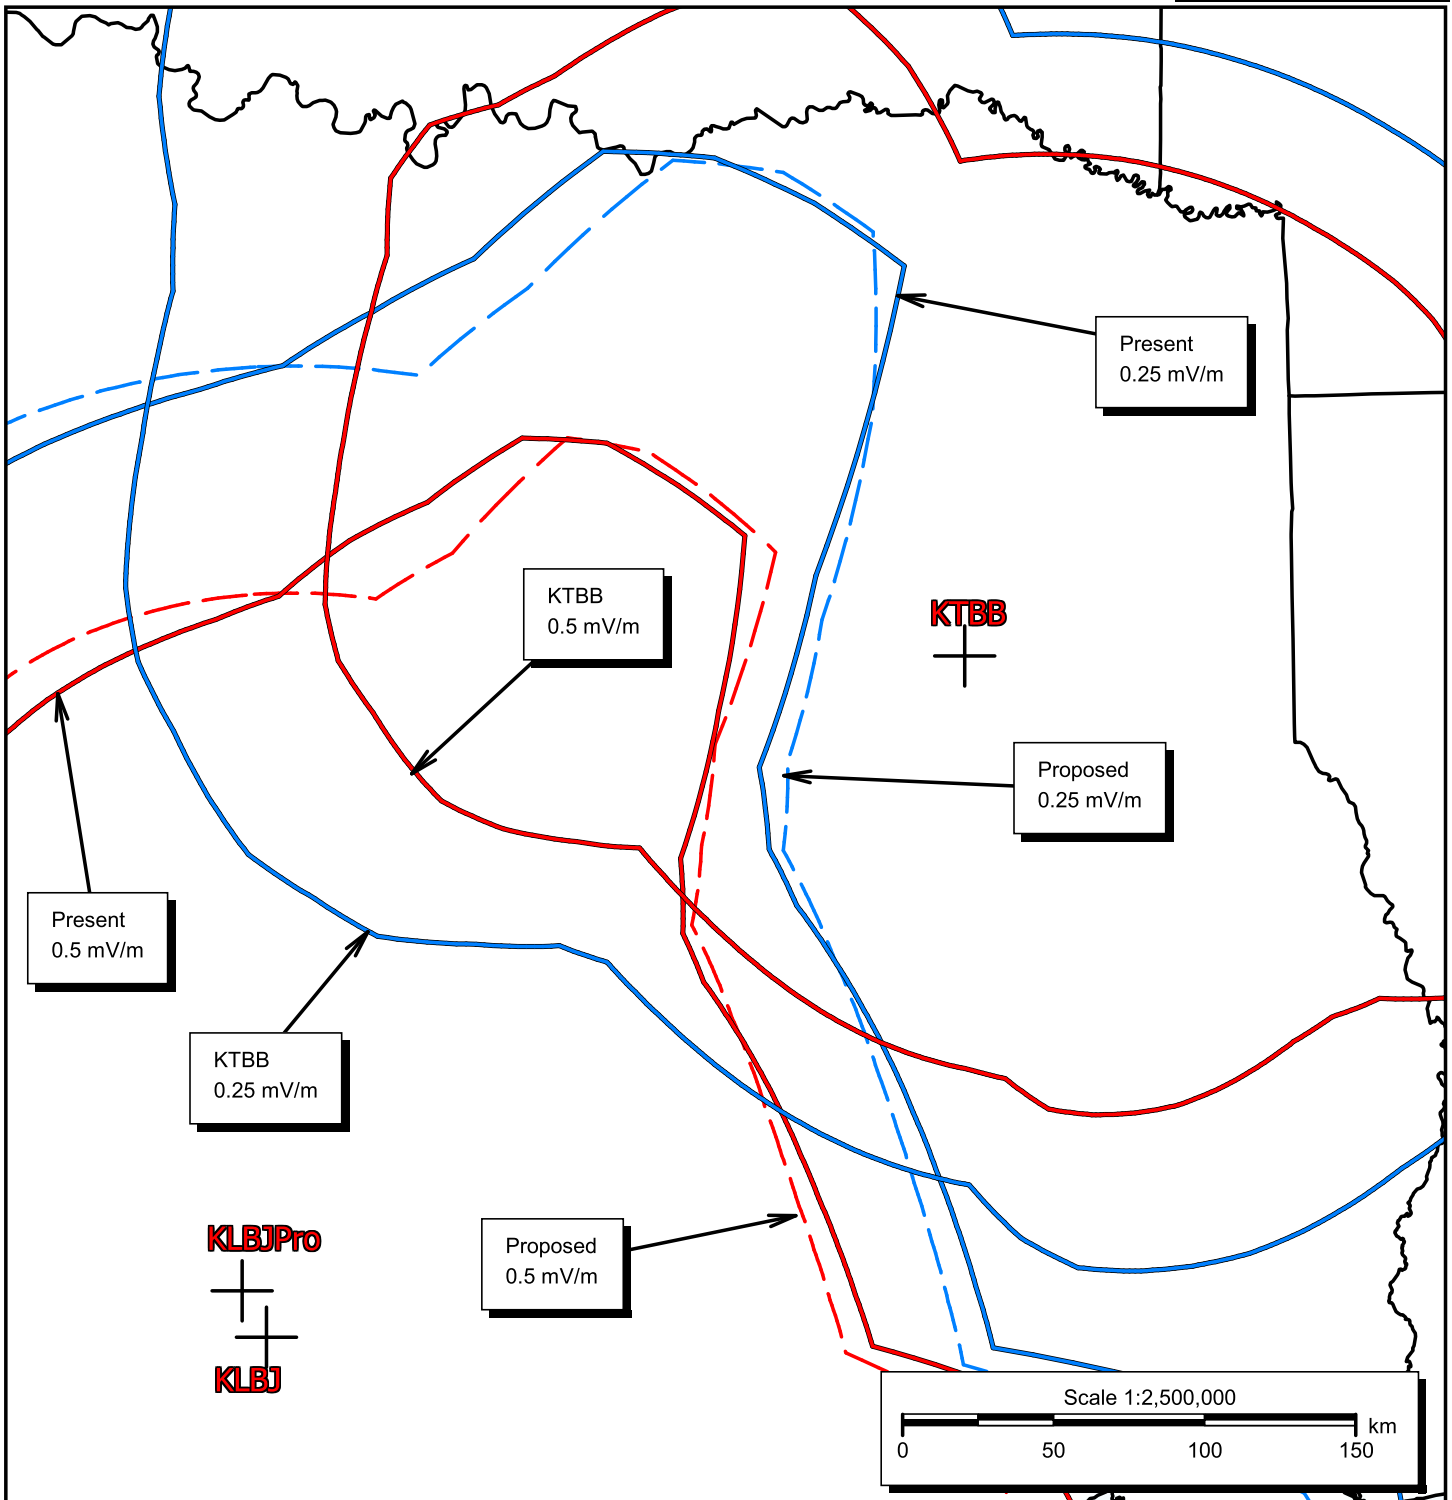 Present
0.25 mV/m
KTBB
0.5 mV/m
KTBB
Proposed
0.25 mV/m
Present
0.5 mV/m
KTBB
0.25 mV/m
KLBJPro
Proposed
0.5 mV/m
KLBJ
Scale 1:2,500,000
km
0 50 100 150